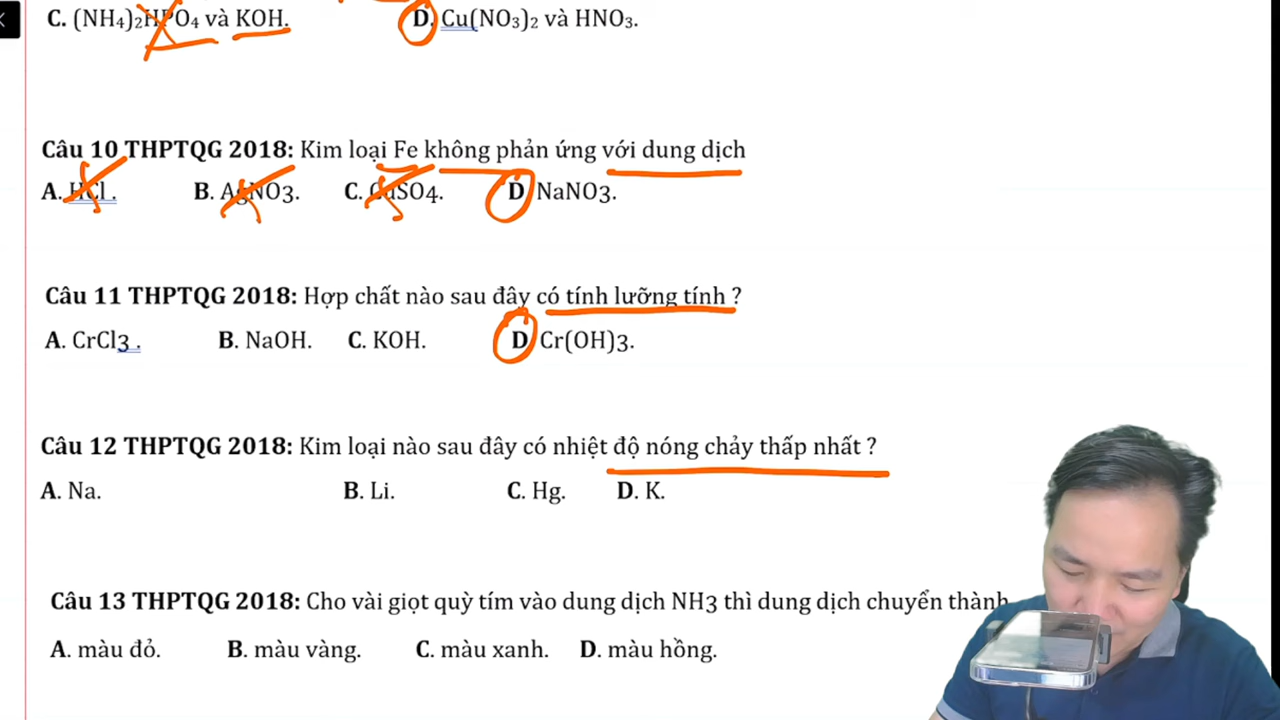 C. (NH4)2HPO4 và KOH. D. Cu(NO3)2 và HNO3.
Câu 10 THPTQG 2018: Kim loại Fe không phản ứng với dung dịch
A. HCl. B. AgNO3. C. CuSO4. D NaNO3.
Câu 11 THPTQG 2018: Hợp chất nào sau đây có tính lưỡng tính ?
A. CrCl3 . B. NaOH. C. KOH. D Cr(OH)3.
Câu 12 THPTQG 2018: Kim loại nào sau đây có nhiệt độ nóng chảy thấp nhất ?
A. Na. B. Li. C. Hg. D. K.
Câu 13 THPTQG 2018: Cho vài giọt quỳ tím vào dung dịch NH3 thì dung dịch chuyển thành
A. màu đỏ. B. màu vàng. C. màu xanh. D. màu hồng.